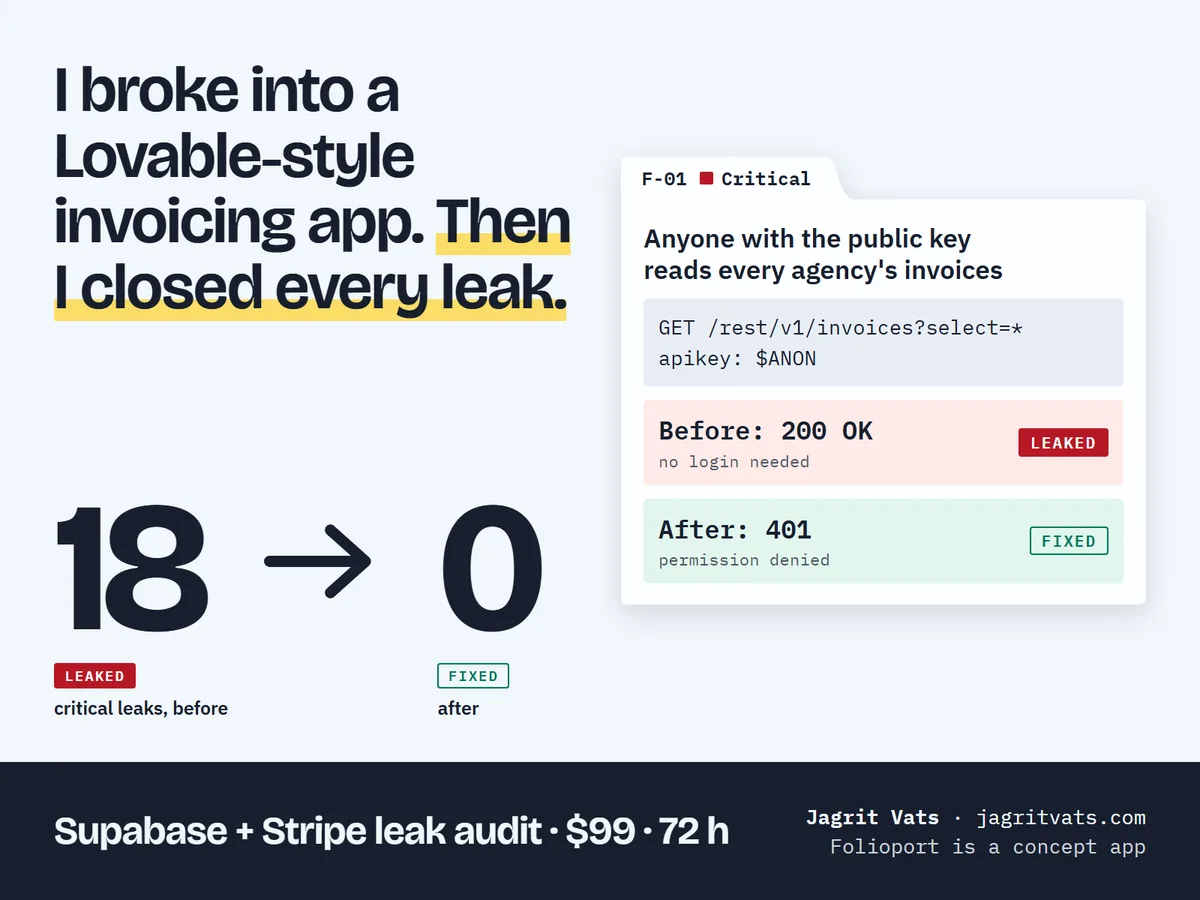 I broke into a
Lovable-style
invoicing app. Then
I closed every leak.
18 → 0
LEAKED
critical leaks, before
FIXED
after
F-01 Critical
Anyone with the public key
reads every agency's invoices
GET /rest/v1/invoices?select=*
apikey: $ANON
Before: 200 OK
no login needed
LEAKED
After: 401
permission denied
FIXED
Supabase + Stripe leak audit · $99 · 72 h
Jagrit Vats · jagritvats.com
Folioport is a concept app